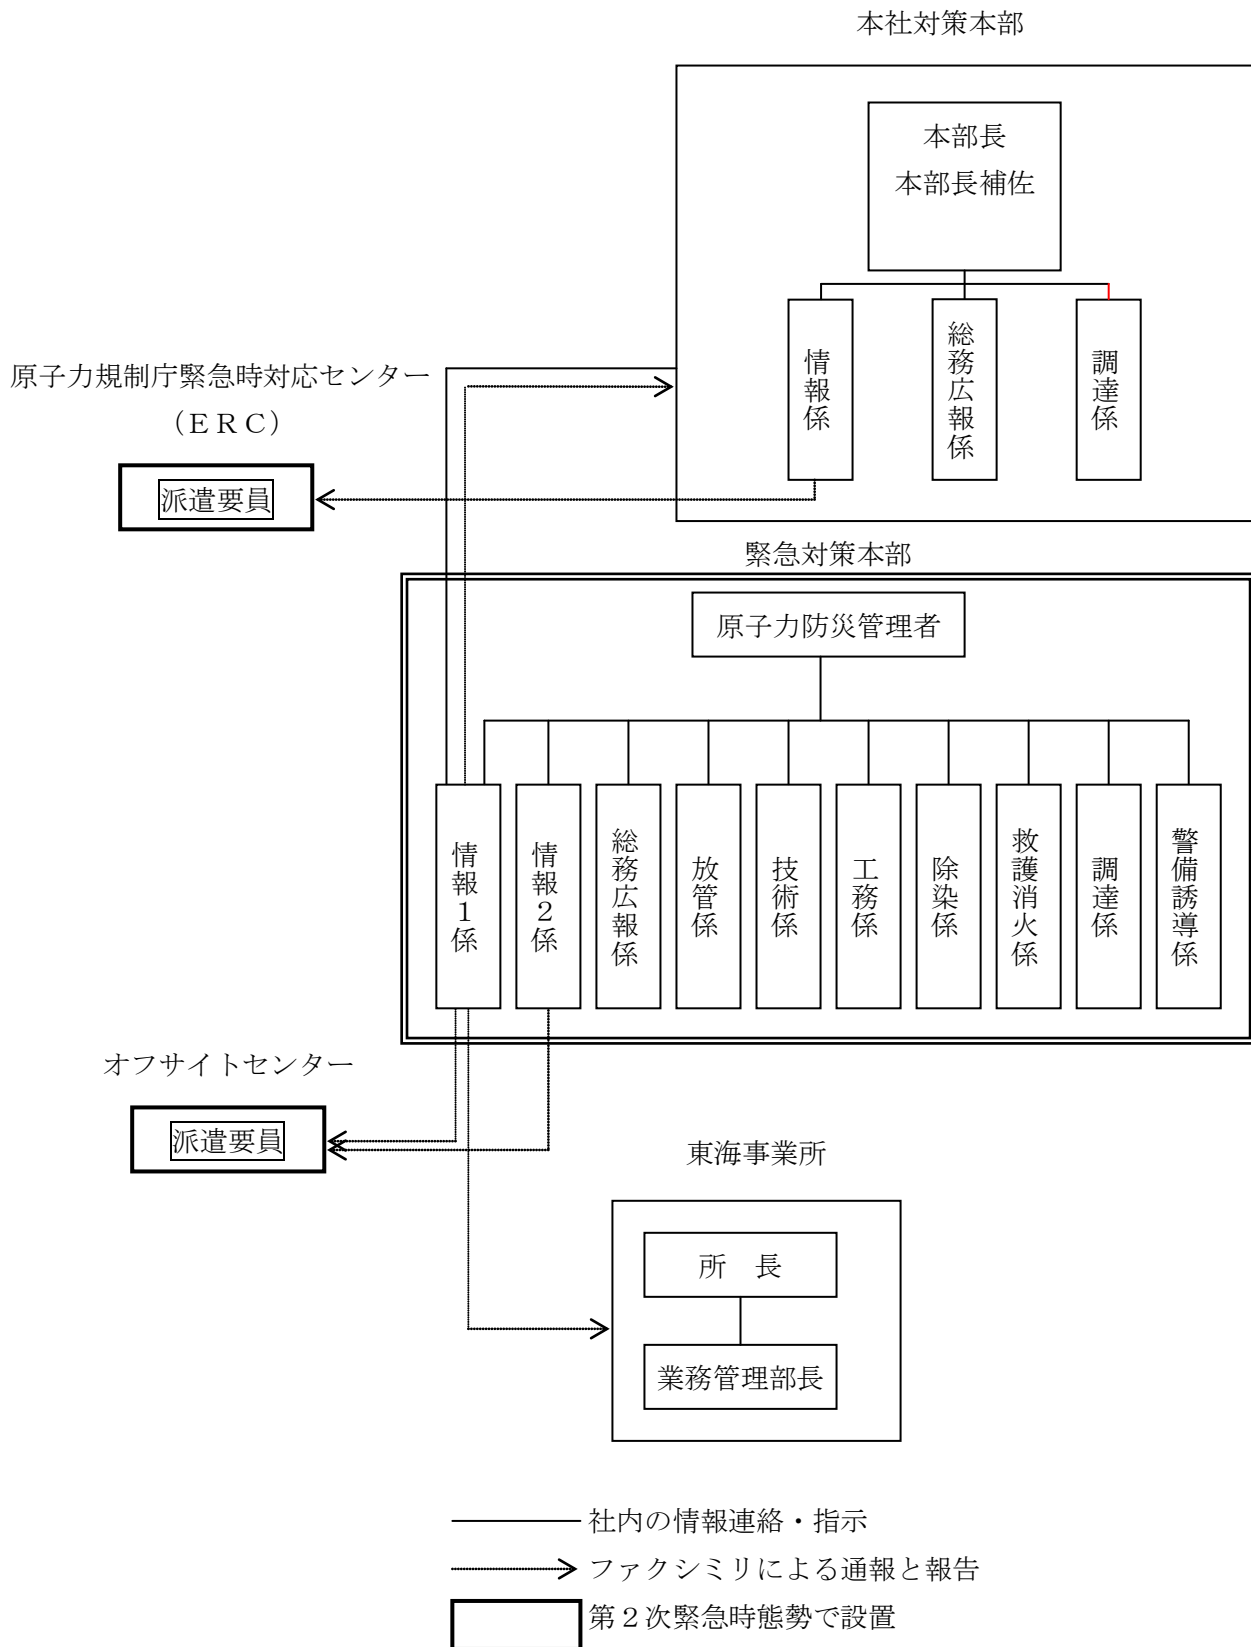 本社対策本部
本部長
本部長補佐
情報係
総務広報係
調達係
原子力規制庁緊急時対応センター
（ＥＲＣ）
派遣要員
緊急対策本部
原子力防災管理者
情報１係
情報２係
総務広報係
放管係
技術係
工務係
除染係
救護消火係
調達係
警備誘導係
オフサイトセンター
派遣要員
東海事業所
所　長
業務管理部長
社内の情報連絡・指示
ファクシミリによる通報と報告
第２次緊急時態勢で設置